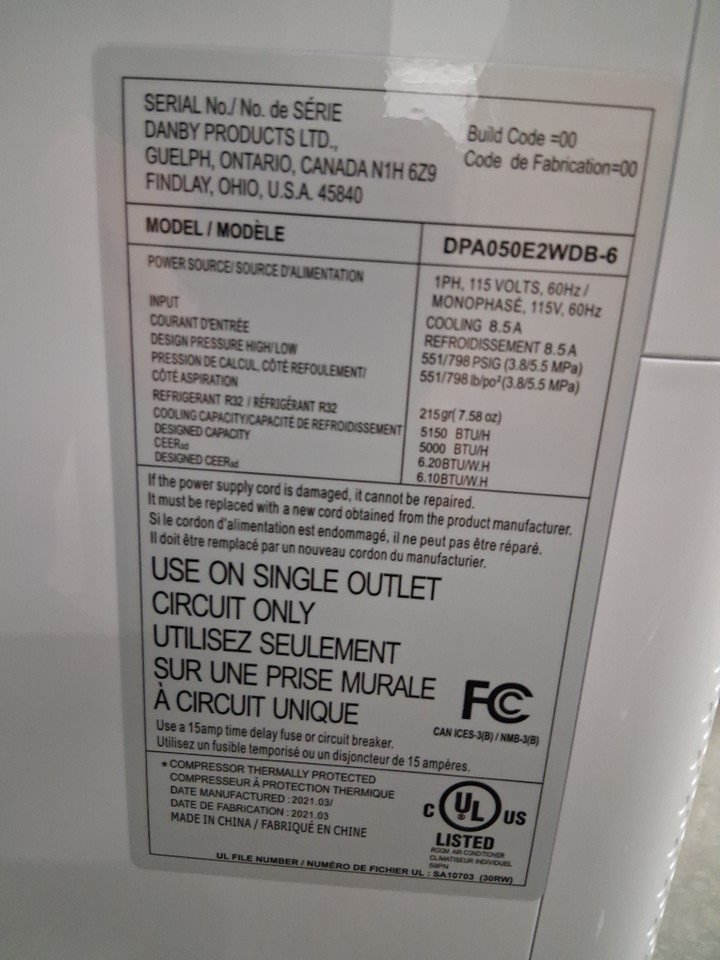 SERIAL No./ No. de SÉRIE
DANBY PRODUCTS LTD.,
GUELPH, ONTARIO, CANADA N1H 6Z9
FINDLAY, OHIO, U.S.A. 45840
Build Code =00
Code de Fabrication=00
MODEL / MODÈLE
DPA050E2WDB-6
POWER SOURCE/ SOURCE D'ALIMENTATION
1PH, 115 VOLTS, 60Hz /
MONOPHASÉ, 115V, 60Hz
INPUT
COOLING 8.5 A
COURANT D'ENTRÉE
REFROIDISSEMENT 8.5 A
DESIGN PRESSURE HIGH/LOW
551/798 PSIG (3.8/5.5 MPa)
PRESSION DE CALCUL, CÔTÉ REFOULEMENT/
CÔTÉ ASPIRATION
551/798 lb/po² (3.8/5.5 MPa)
REFRIGERANT R32 / RÉFRIGÉRANT R32
215gr( 7.58 oz)
COOLING CAPACITY/CAPACITÉ DE REFROIDISSEMENT
5150 BTU/H
DESIGNED CAPACITY
5000 BTU/H
CEERsd
6.20BTU/W.H
DESIGNED CEERsd
6.10BTU/W.H
If the power supply cord is damaged, it cannot be repaired.
It must be replaced with a new cord obtained from the product manufacturer.
Si le cordon d'alimentation est endommagé, il ne peut pas être réparé.
Il doit être remplacé par un nouveau cordon du manufacturier.
USE ON SINGLE OUTLET
CIRCUIT ONLY
UTILISEZ SEULEMENT
SUR UNE PRISE MURALE
À CIRCUIT UNIQUE
FC
CAN ICES-3(B) / NMB-3(B)
Use a 15amp time delay fuse or circuit breaker.
Utilisez un fusible temporisé ou un disjoncteur de 15 ampères.
* COMPRESSOR THERMALLY PROTECTED
COMPRESSEUR À PROTECTION THERMIQUE
DATE MANUFACTURED : 2021.03/
DATE DE FABRICATION : 2021.03
MADE IN CHINA / FABRIQUÉ EN CHINE
C UL US
®
LISTED
ROOM AIR CONDITIONER
CLIMATISEUR INDIVIDUEL
59PN
UL FILE NUMBER / NUMÉRO DE FICHIER UL : SA10703 (30RW)